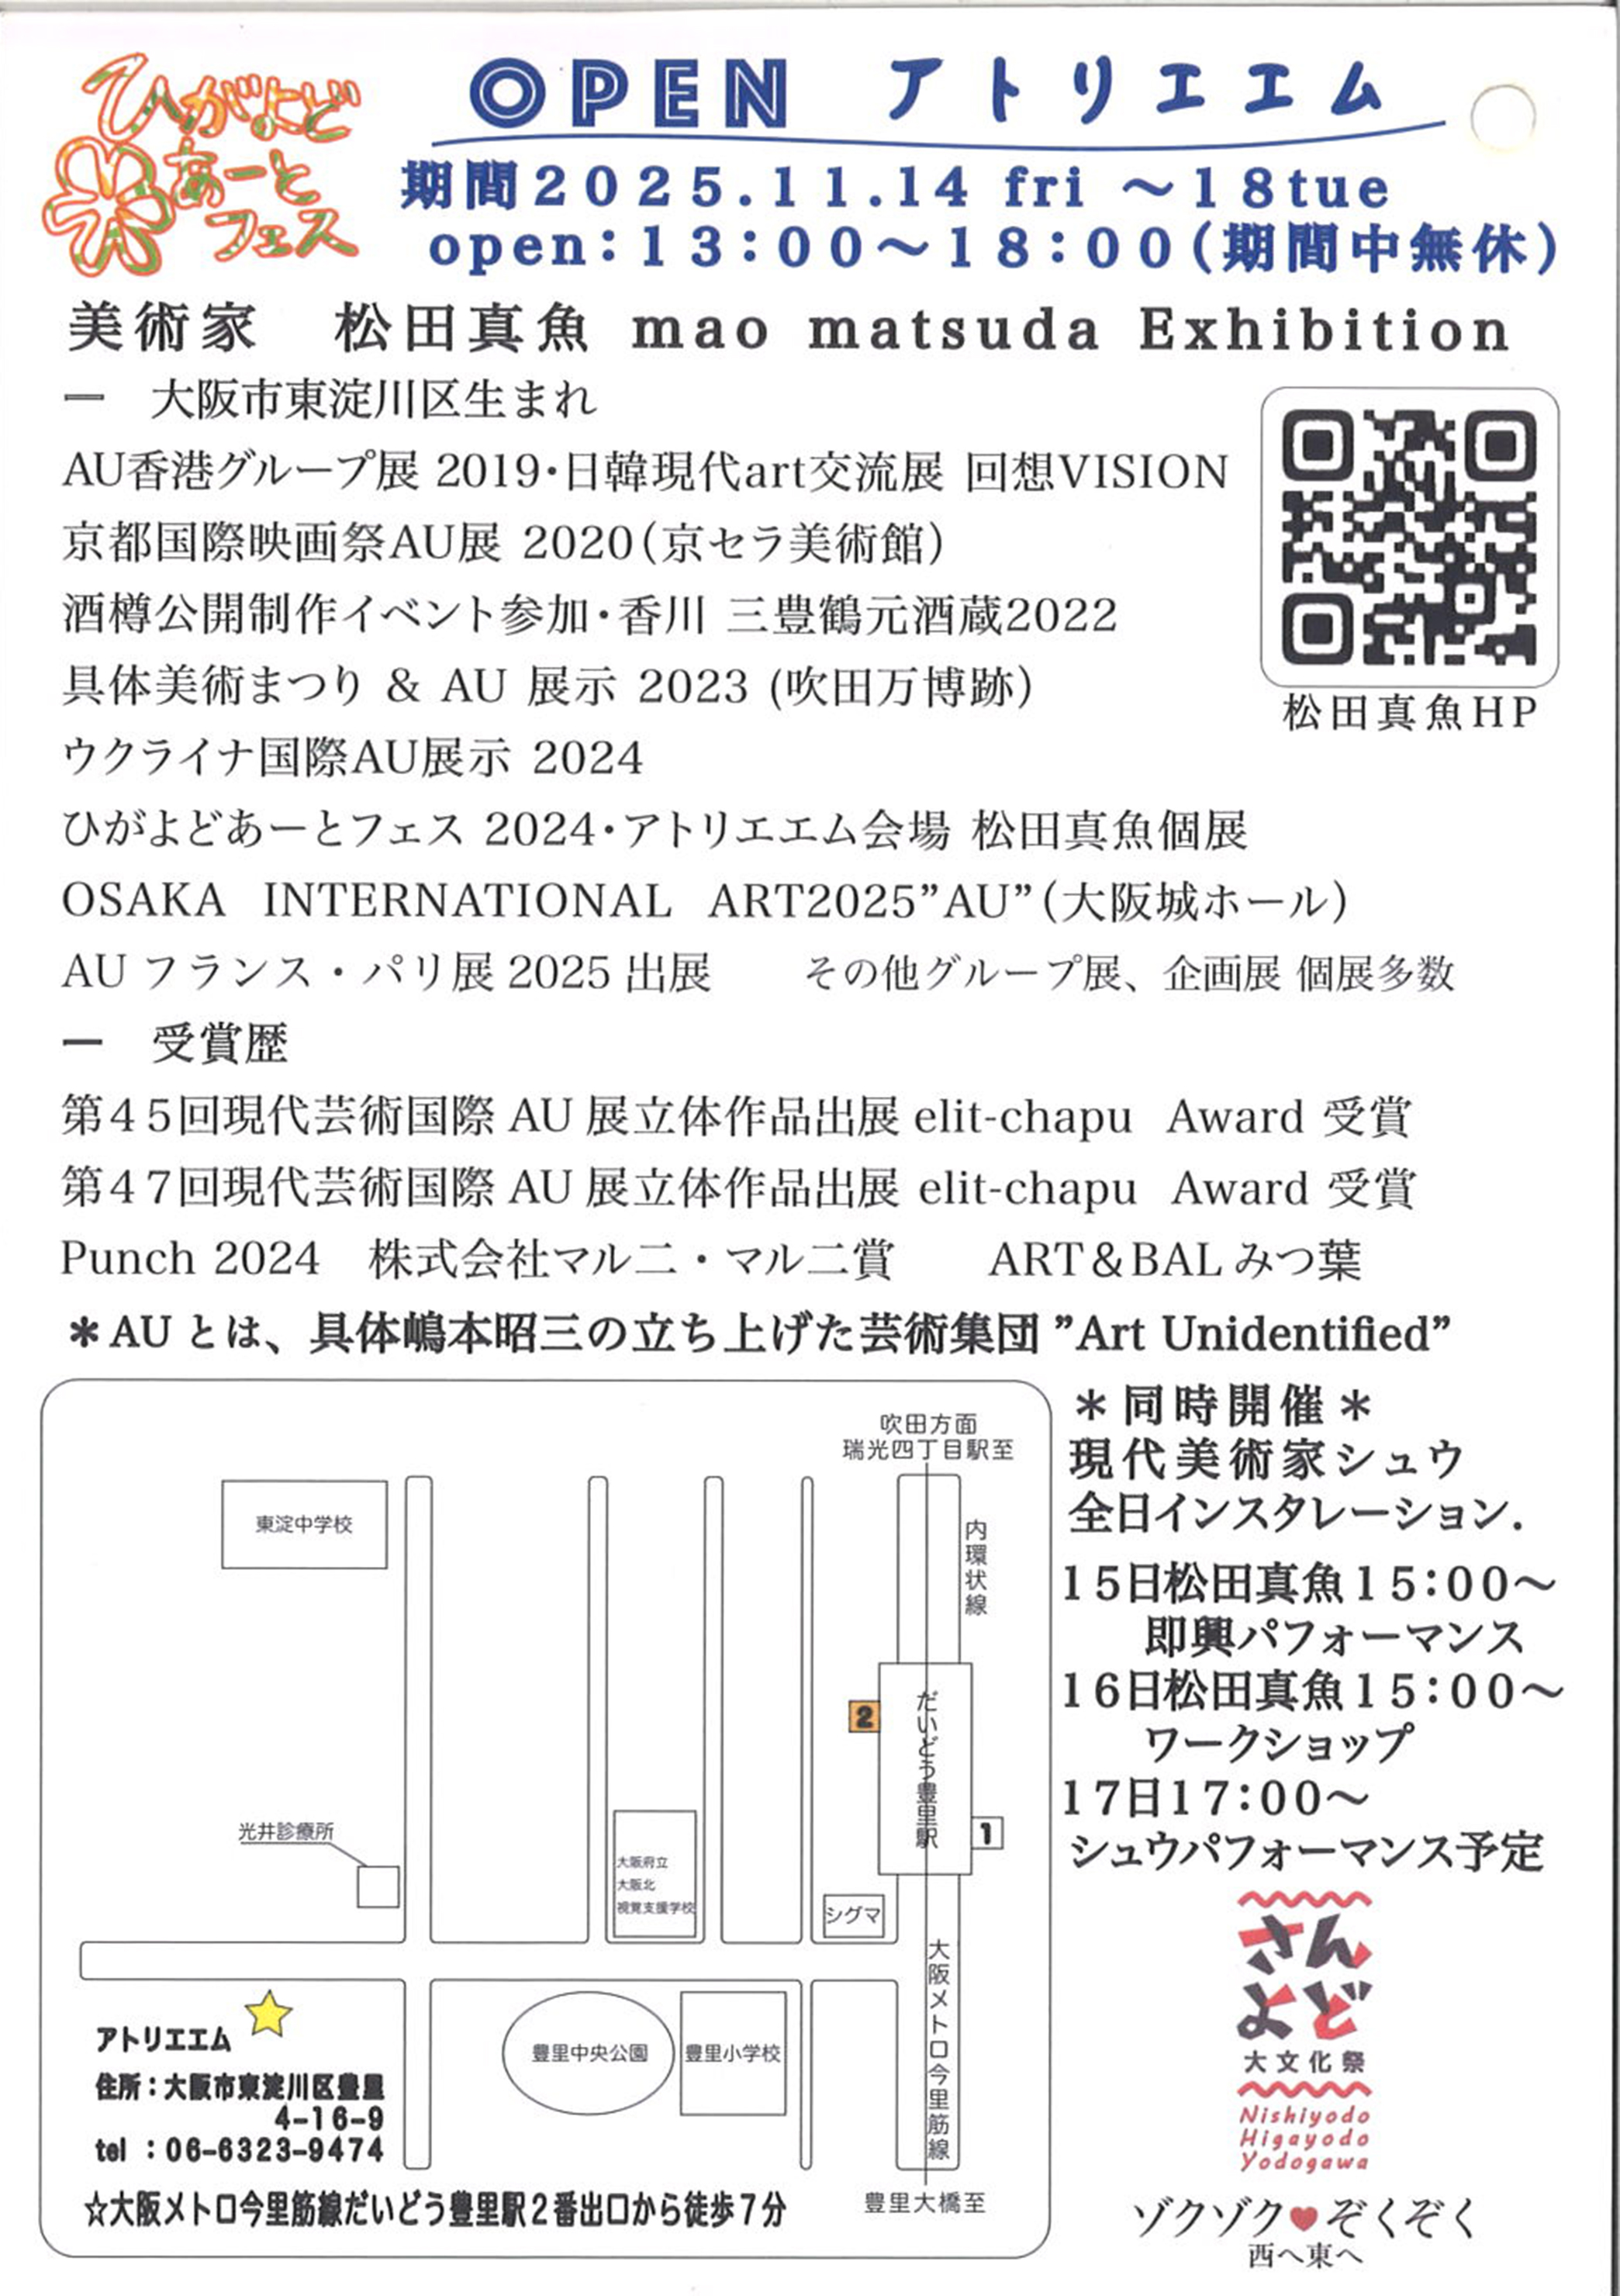 ひがよど
あーと
フェス
OPEN アトリエエム
期間2025.11.14 fri ～18tue
open:13:00～18:00(期間中無休)
美術家　松田真魚 mao matsuda Exhibition
ー　大阪市東淀川区生まれ
AU香港グループ展 2019・日韓現代art交流展 回想VISION
京都国際映画祭AU展 2020(京セラ美術館)
酒樽公開制作イベント参加・香川 三豊鶴元酒蔵2022
具体美術まつり & AU 展示 2023 (吹田万博跡)
ウクライナ国際AU展示 2024
ひがよどあーとフェス 2024・アトリエエム会場 松田真魚個展
OSAKA INTERNATIONAL ART2025”AU”(大阪城ホール)
AU フランス・パリ展 2025 出展　　その他グループ展、企画展 個展多数
松田真魚HP
ー　受賞歴
第45回現代芸術国際 AU 展立体作品出展 elit-chapu Award 受賞
第47回現代芸術国際 AU 展立体作品出展 elit-chapu Award 受賞
Punch 2024　株式会社マル二・マル二賞　　ART＆BAL みつ葉
＊AU とは、具体嶋本昭三の立ち上げた芸術集団 ”Art Unidentified”
吹田方面
瑞光四丁目駅至
東淀中学校
内環状線
2
だいどう豊里駅
1
光井診療所
大阪府立
大阪北
視覚支援学校
シグマ
大阪メトロ今里筋線
豊里中央公園
豊里小学校
アトリエエム
住所：大阪市東淀川区豊里
4-16-9
tel ：06-6323-9474
豊里大橋至
☆大阪メトロ今里筋線だいどう豊里駅２番出口から徒歩７分
＊同時開催＊
現代美術家シュウ
全日インスタレーション.
15日松田真魚15:00～
即興パフォーマンス
16日松田真魚15:00～
ワークショップ
17日17:00～
シュウパフォーマンス予定
さん
よど
大文化祭
Nishiyodo
Higayodo
Yodogawa
ゾクゾク♥ぞくぞく
西へ東へ